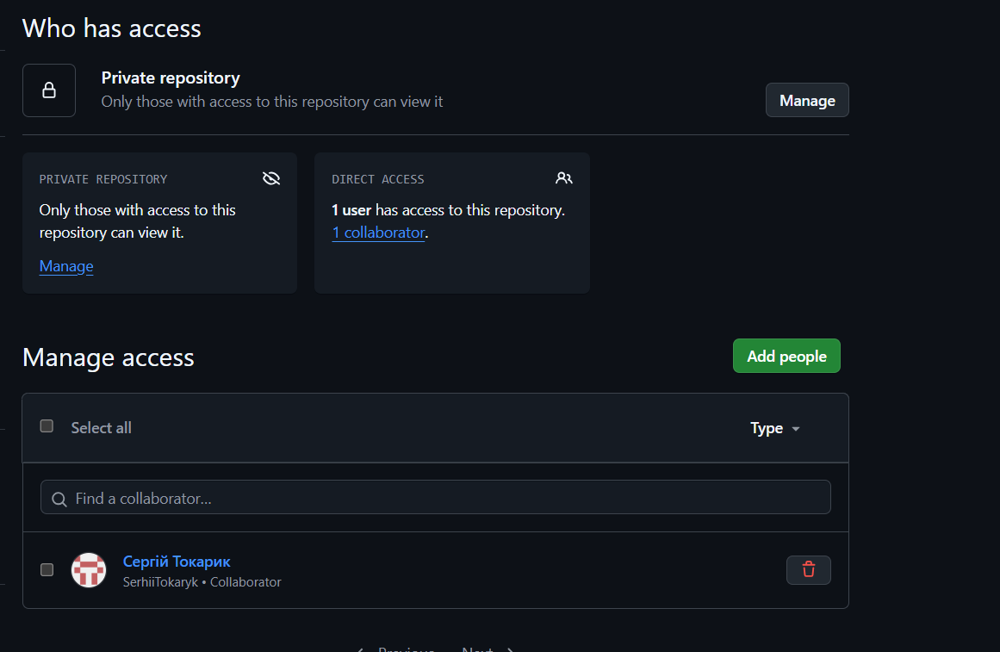 Who has access
Private repository
Only those with access to this repository can view it
Manage
PRIVATE REPOSITORY
Only those with access to this
repository can view it.
Manage
DIRECT ACCESS
1 user has access to this repository.
1 collaborator.
Manage access
Add people
Select all
Type
Find a collaborator...
Сергій Токарик
SerhiiTokaryk • Collaborator
Previous
Next